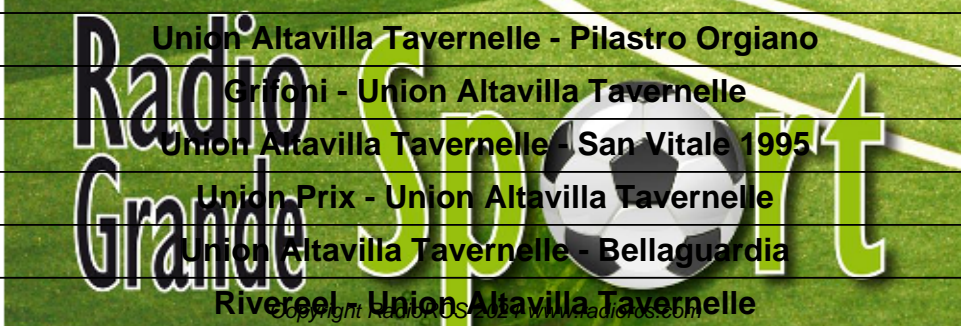 Union Altavilla Tavernelle - Pilastro Orgiano
Radio
Grifoni - Union Altavilla Tavernelle
Sport
Union Altavilla Tavernelle - San Vitale 1995
Grande
Union Prix - Union Altavilla Tavernelle
Union Altavilla Tavernelle - Bellaguardia
Rivereel - Union Altavilla Tavernelle
Copyright RadioROS 2021 www.radioros.com